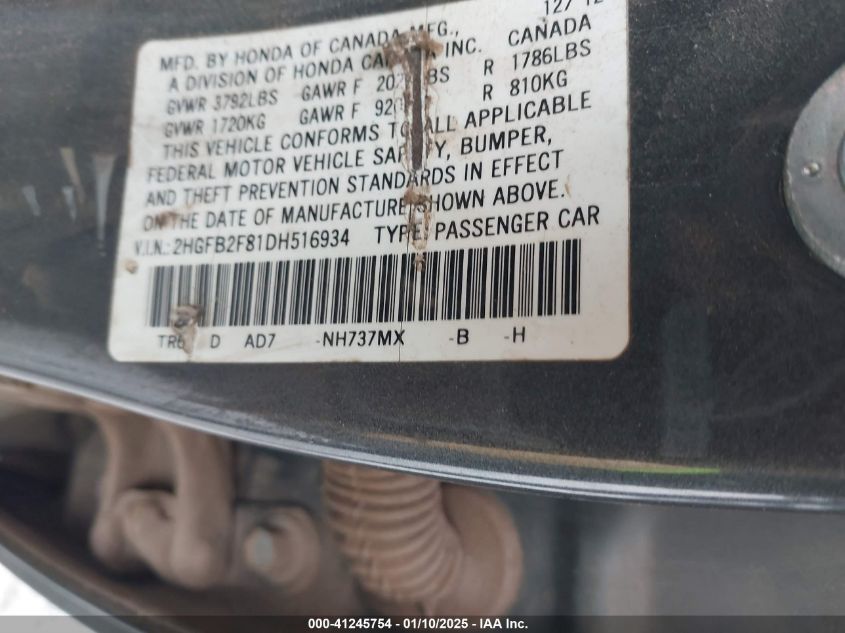 12/12
MFD. BY HONDA OF CANADA MFG.,
A DIVISION OF HONDA INC. CANADA
GVWR 3792LBS GAWR F R 1786LBS
GVWR 1720KG GAWR F R 810KG
THIS VEHICLE CONFORMS TO ALL APPLICABLE
FEDERAL MOTOR VEHICLE SAFETY, BUMPER,
AND THEFT PREVENTION STANDARDS IN EFFECT
ON THE DATE OF MANUFACTURE SHOWN ABOVE.
V.I.N.: 2HGFB2F81DH516934 TYPE: PASSENGER CAR
D AD7 -NH737MX -B -H
000-41245754 - 01/10/2025 - IAA Inc.